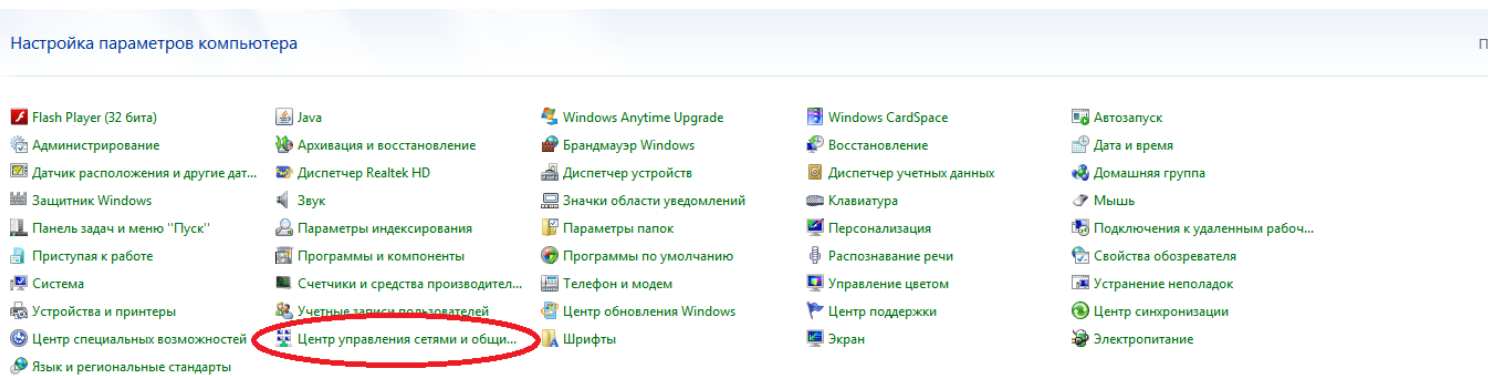 Настройка параметров компьютера
П
Flash Player (32 бита) Java Windows Anytime Upgrade Windows CardSpace Автозапуск
Администрирование Архивация и восстановление Брандмауэр Windows Восстановление Дата и время
Датчик расположения и другие дат... Диспетчер Realtek HD Диспетчер устройств Диспетчер учетных данных Домашняя группа
Защитник Windows Звук Значки области уведомлений Клавиатура Мышь
Панель задач и меню "Пуск" Параметры индексирования Параметры папок Персонализация Подключения к удаленным рабоч...
Приступая к работе Программы и компоненты Программы по умолчанию Распознавание речи Свойства обозревателя
Система Счетчики и средства производител... Телефон и модем Управление цветом Устранение неполадок
Устройства и принтеры Учетные записи пользователей Центр обновления Windows Центр поддержки Центр синхронизации
Центр специальных возможностей Центр управления сетями и общи... Шрифты Экран Электропитание
Язык и региональные стандарты